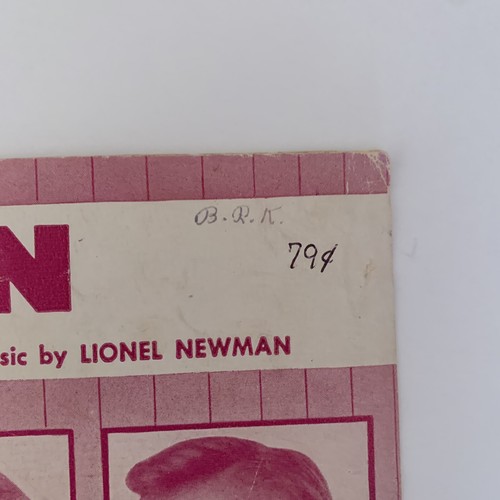 B.R.K.
N
79¢
sic by LIONEL NEWMAN